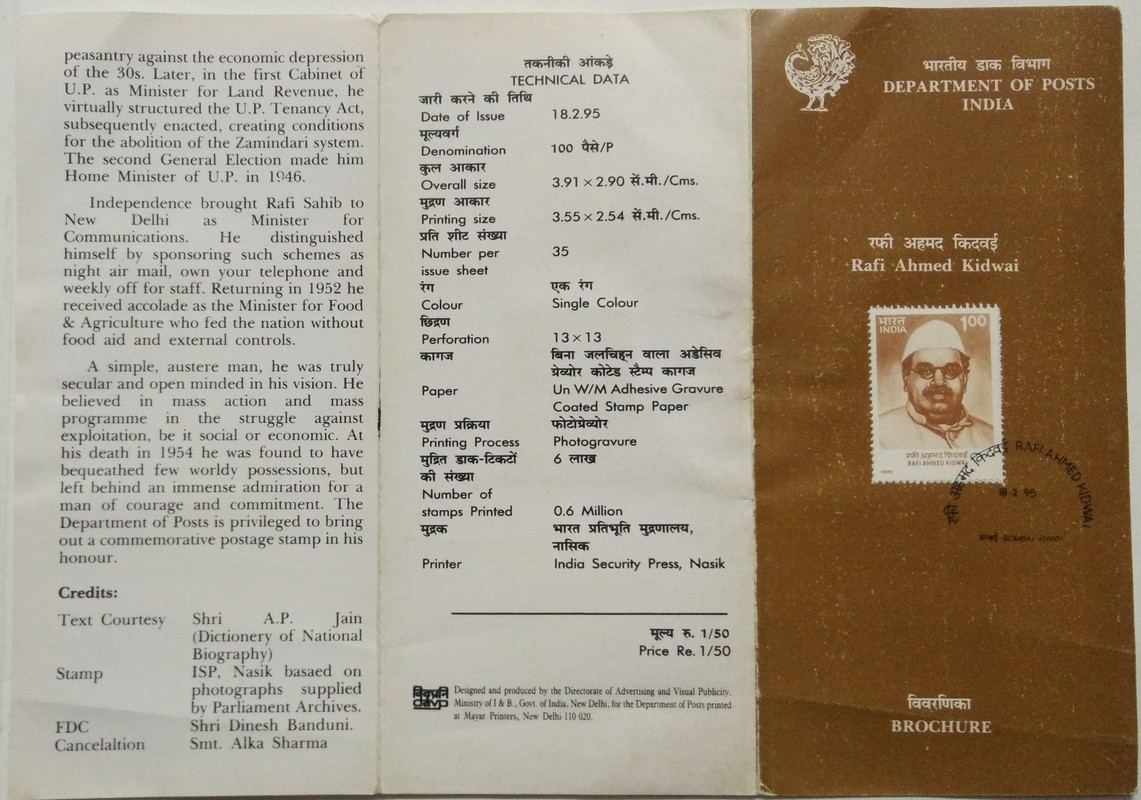 peasantry against the economic depression
of the 30s. Later, in the first Cabinet of
U.P. as Minister for Land Revenue, he
virtually structured the U.P. Tenancy Act,
subsequently enacted, creating conditions
for the abolition of the Zamindari system.
The second General Election made him
Home Minister of U.P. in 1946.
Independence brought Rafi Sahib to
New Delhi as Minister for
Communications. He distinguished
himself by sponsoring such schemes as
night air mail, own your telephone and
weekly off for staff. Returning in 1952 he
received accolade as the Minister for Food
& Agriculture who fed the nation without
food aid and external controls.
A simple, austere man, he was truly
secular and open minded in his vision. He
believed in mass action and mass
programme in the struggle against
exploitation, be it social or economic. At
his death in 1954 he was found to have
bequeathed few worldy possessions, but
left behind an immense admiration for a
man of courage and commitment. The
Department of Posts is privileged to bring
out a commemorative postage stamp in his
honour.
Credits:
Text Courtesy Shri A.P. Jain
(Dictionery of National
Biography)
Stamp ISP, Nasik basaed on
photographs supplied
by Parliament Archives.
FDC Shri Dinesh Banduni.
Cancelaltion Smt. Alka Sharma
तकनीकी आंकड़े
TECHNICAL DATA
जारी करने की तिथि
Date of Issue 18.2.95
मूल्यवर्ग
Denomination 100 पैसे/P
कुल आकार
Overall size 3.91 × 2.90 सें.मी./Cms.
मुद्रण आकार
Printing size 3.55 × 2.54 सें.मी./Cms.
प्रति शीट संख्या
Number per 35
issue sheet
रंग एक रंग
Colour Single Colour
छिद्रण
Perforation 13 × 13
कागज बिना जलचिह्न वाला अडेसिव
ग्रेव्योर कोटेड स्टैम्प कागज
Paper Un W/M Adhesive Gravure
Coated Stamp Paper
मुद्रण प्रक्रिया फोटोग्रेव्योर
Printing Process Photogravure
मुद्रित डाक-टिकटों 6 लाख
की संख्या
Number of
stamps Printed 0.6 Million
मुद्रक भारत प्रतिभूति मुद्रणालय,
नासिक
Printer India Security Press, Nasik
मूल्य रु. 1/50
Price Re. 1/50
davp
Designed and produced by the Directorate of Advertising and Visual Publicity.
Ministry of I & B., Govt. of India, New Delhi, for the Department of Posts printed
at Mayar Printers, New Delhi-110 020.
भारतीय डाक विभाग
DEPARTMENT OF POSTS
INDIA
रफी अहमद किदवई
Rafi Ahmed Kidwai
भारत 1.00
INDIA
रफी अहमद किदवई
RAFI AHMED KIDWAI
1995
रफी अहमद किदवई RAFI AHMED KIDWAI
18 2 95
BOMBAY
विवरणिका
BROCHURE